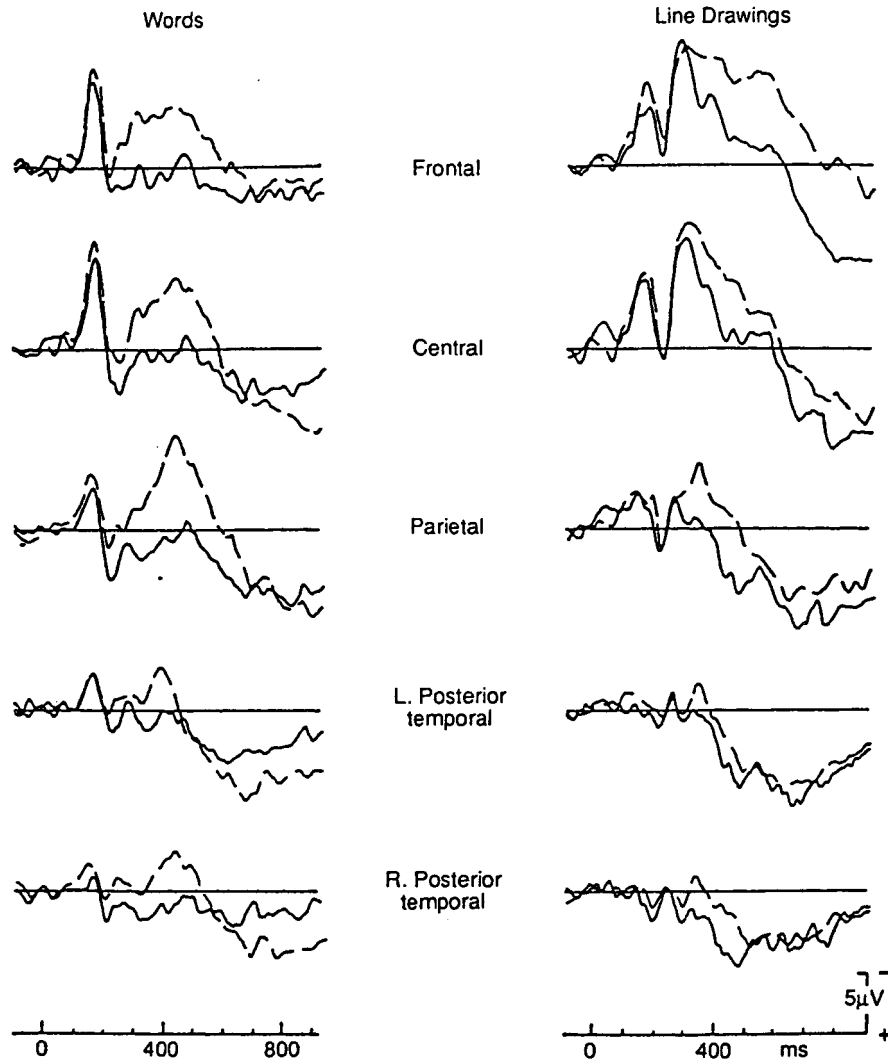 Words
Line Drawings
Frontal
Central
Parietal
L. Posterior
temporal
R. Posterior
temporal
5µV
0 400 800
0 400 ms +